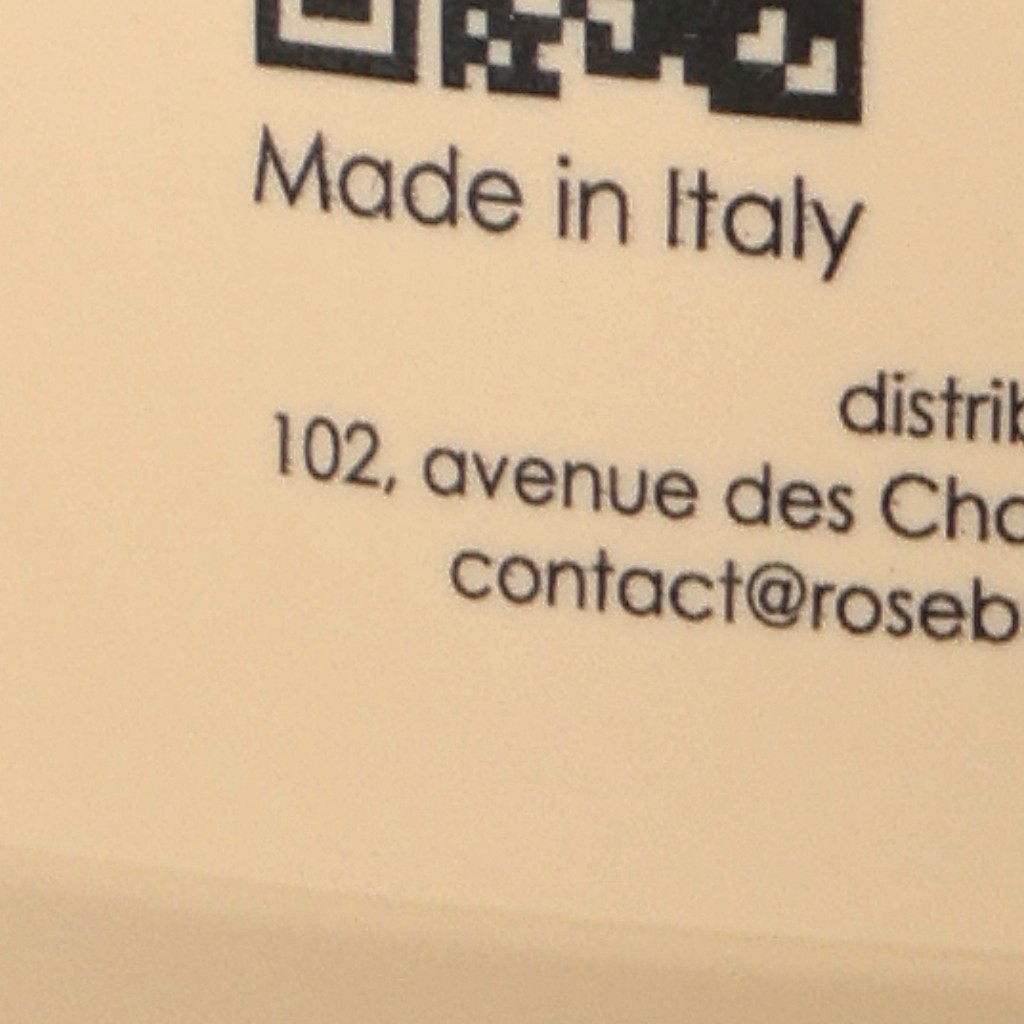 Made in Italy
distrib
102, avenue des Cha
contact@roseb